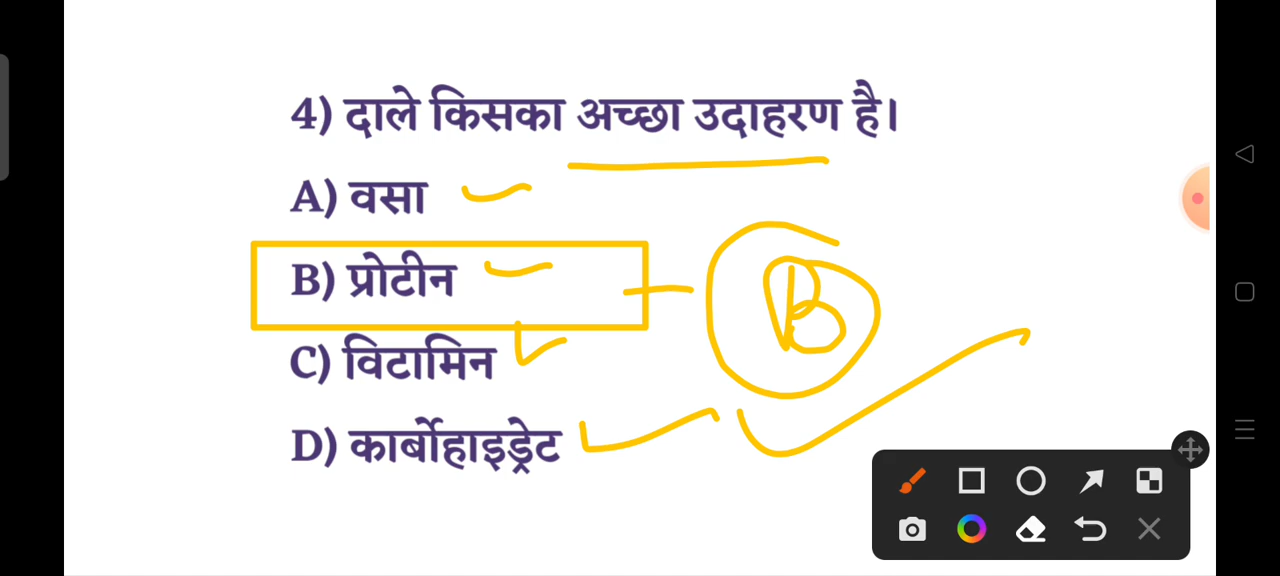 4) दाले किसका अच्छा उदाहरण है।
A) वसा
B) प्रोटीन
B
C) विटामिन
D) कार्बोहाइड्रेट